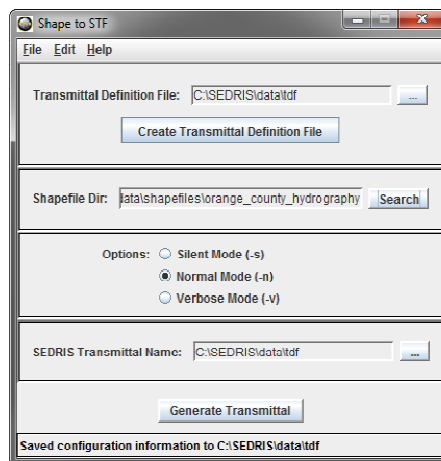 Shape to STF
File Edit Help
Transmittal Definition File: C:\SEDRIS\data\tdf ...
Create Transmittal Definition File
Shapefile Dir: data\shapefiles\orange_county_hydrography Search
Options: Silent Mode (-s)
Normal Mode (-n)
Verbose Mode (-v)
SEDRIS Transmittal Name: C:\SEDRIS\data\tdf ...
Generate Transmittal
Saved configuration information to C:\SEDRIS\data\tdf